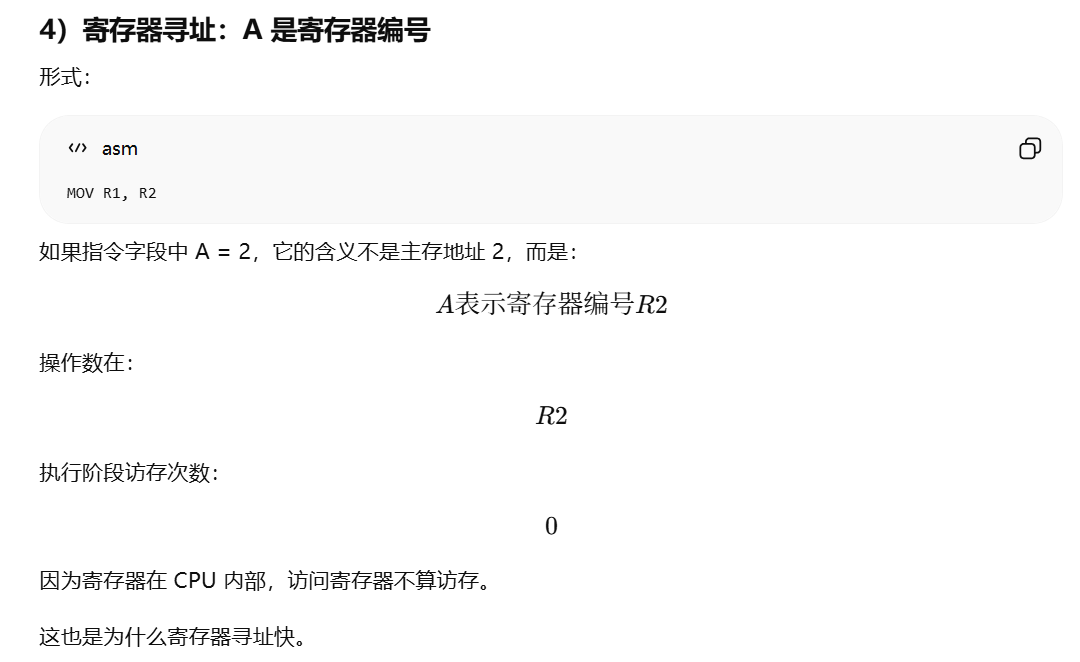 4）寄存器寻址：A 是寄存器编号
形式：
asm
MOV R1, R2
如果指令字段中 A = 2，它的含义不是主存地址 2，而是：
A表示寄存器编号R2
操作数在：
R2
执行阶段访存次数：
0
因为寄存器在 CPU 内部，访问寄存器不算访存。
这也是为什么寄存器寻址快。